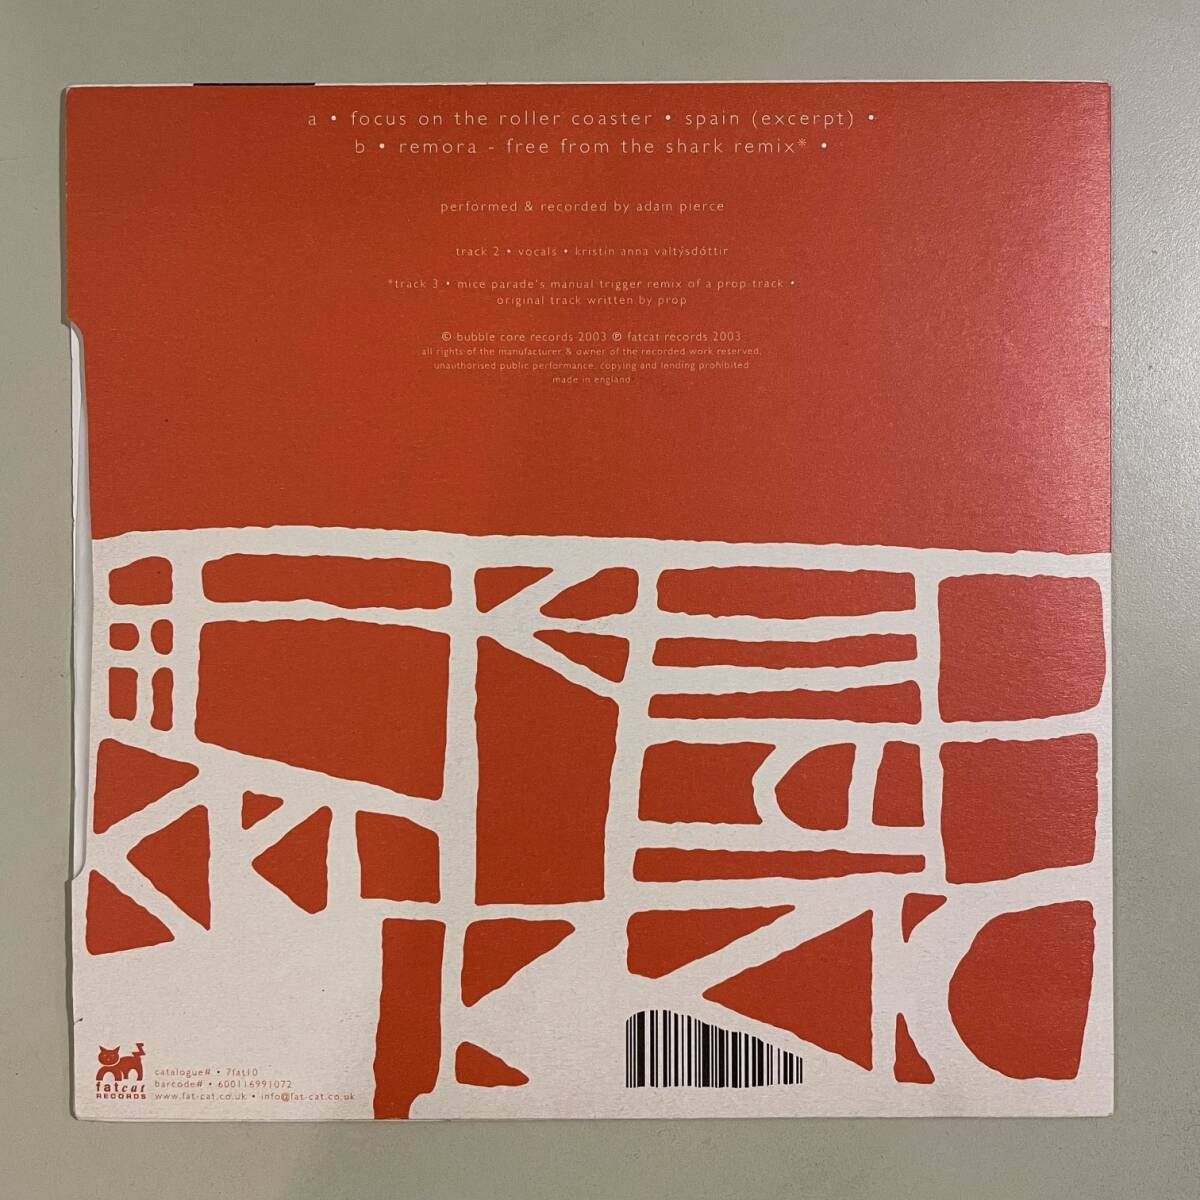 a • focus on the roller coaster • spain (excerpt) •
b • remora - free from the shark remix* •
performed & recorded by adam pierce
track 2 • vocals • kristin anna valtýsdóttir
*track 3 • mice parade's manual trigger remix of a prop track •
original track written by prop
© bubble core records 2003 ℗ fatcat records 2003
all rights of the manufacturer & owner of the recorded work reserved.
unauthorised public performance, copying and lending prohibited
made in england
fatcat
RECORDS
catalogue# • 7fat10
barcode# • 600116991072
www.fat-cat.co.uk • info@fat-cat.co.uk